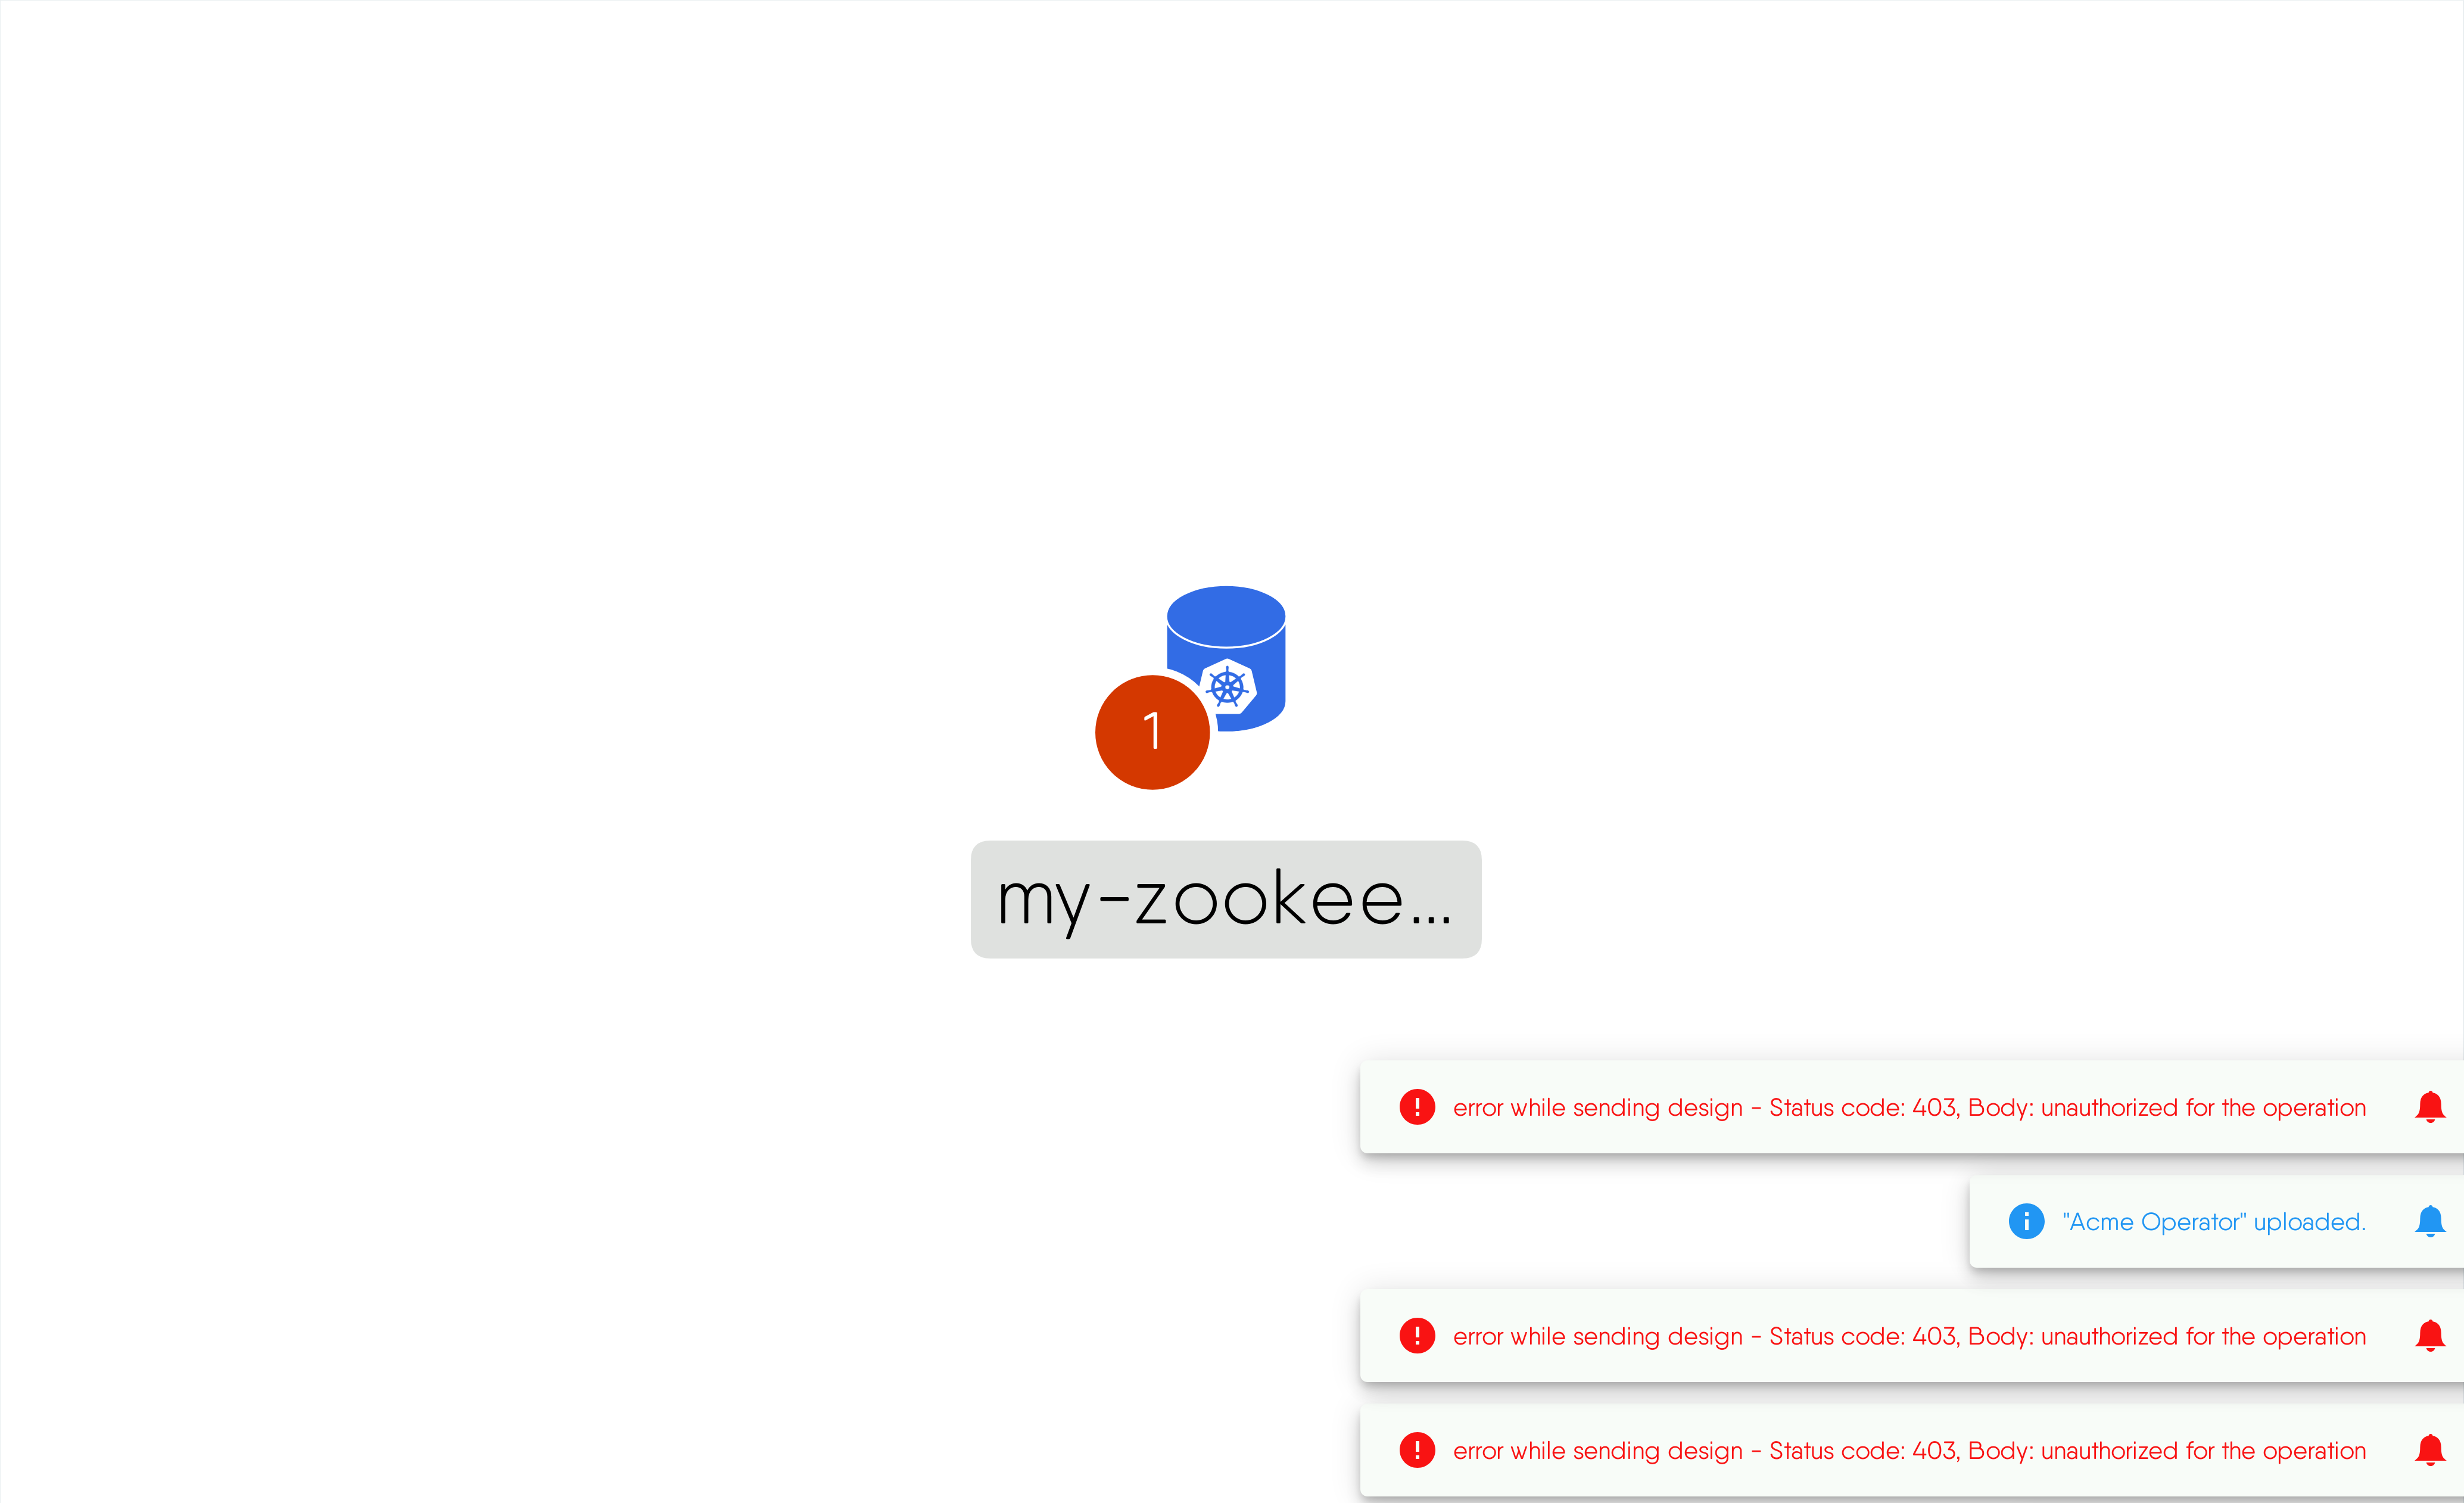 1
my-zookee...
error while sending design - Status code: 403, Body: unauthorized for the operation
"Acme Operator" uploaded.
error while sending design - Status code: 403, Body: unauthorized for the operation
error while sending design - Status code: 403, Body: unauthorized for the operation